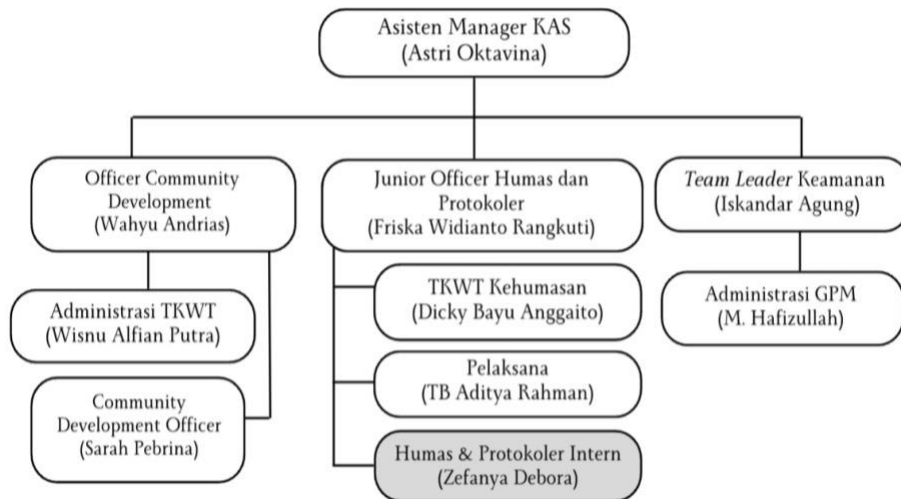 Asisten Manager KAS
(Astri Oktavina)
Officer Community
Development
(Wahyu Andrias)
Junior Officer Humas dan
Protokoler
(Friska Widianto Rangkuti)
Team Leader Keamanan
(Iskandar Agung)
Administrasi TKWT
(Wisnu Alfian Putra)
Community
Development Officer
(Sarah Pebrina)
TKWT Kehumasan
(Dicky Bayu Anggaito)
Pelaksana
(TB Aditya Rahman)
Humas & Protokoler Intern
(Zefanya Debora)
Administrasi GPM
(M. Hafizullah)